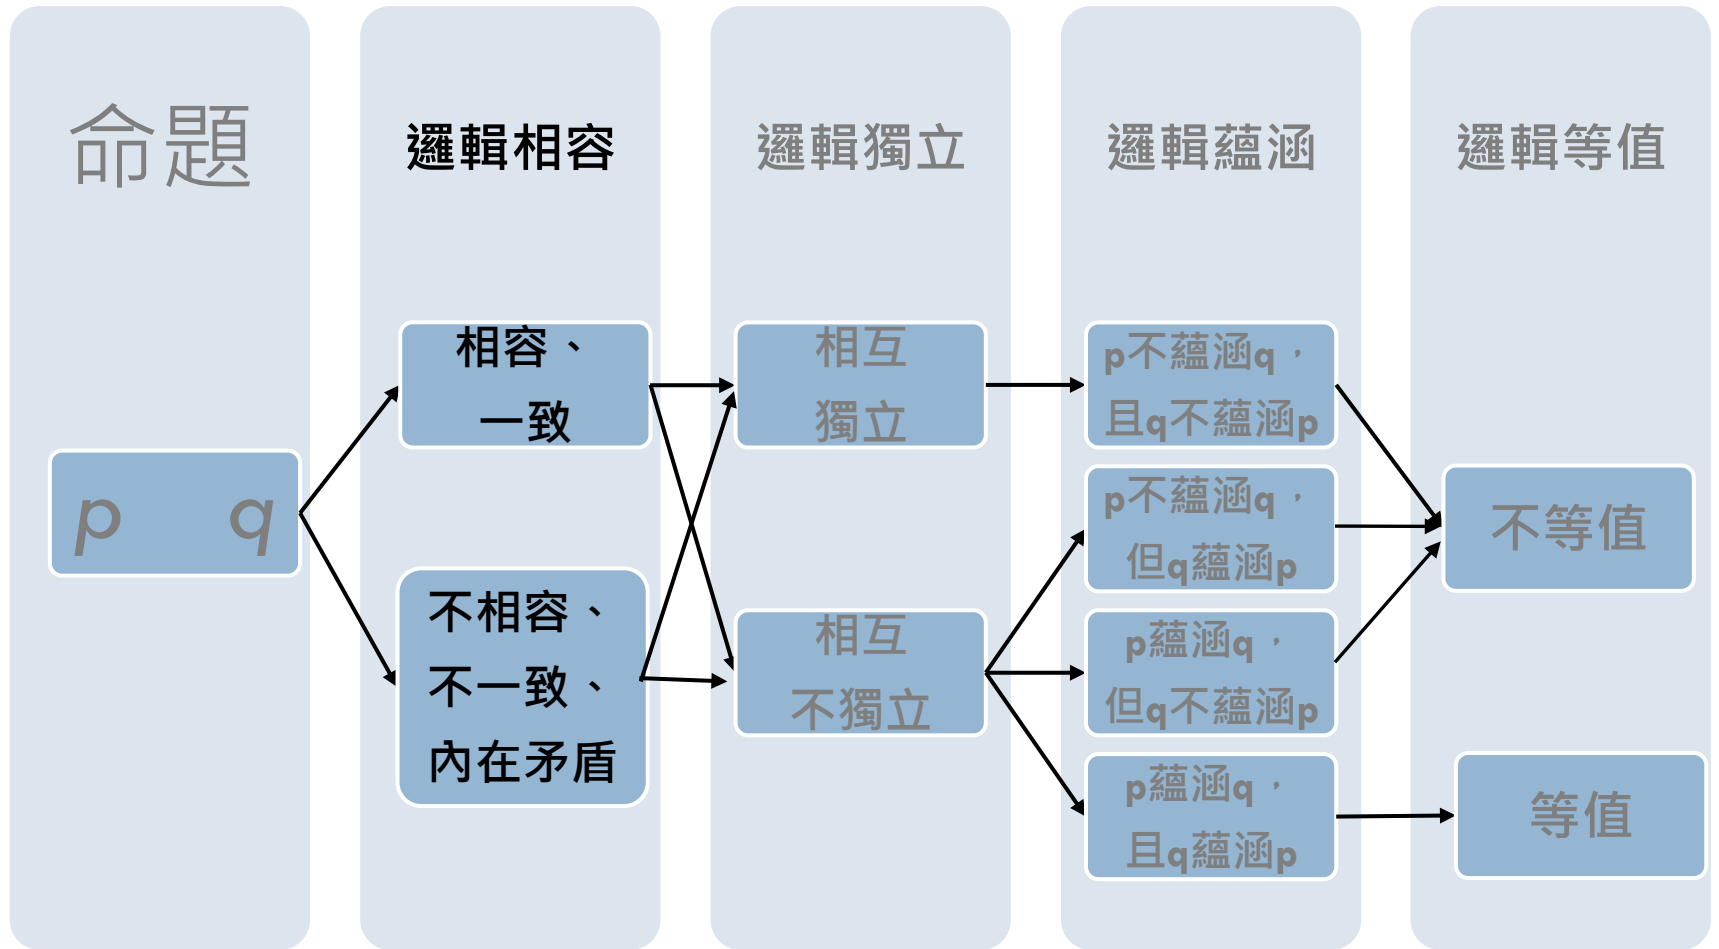 命題
邏輯相容
邏輯獨立
邏輯蘊涵
邏輯等值
p q
相容、
一致
不相容、
不一致、
內在矛盾
相互
獨立
相互
不獨立
p不蘊涵q，
且q不蘊涵p
p不蘊涵q，
但q蘊涵p
p蘊涵q，
但q不蘊涵p
p蘊涵q，
且q蘊涵p
不等值
等值